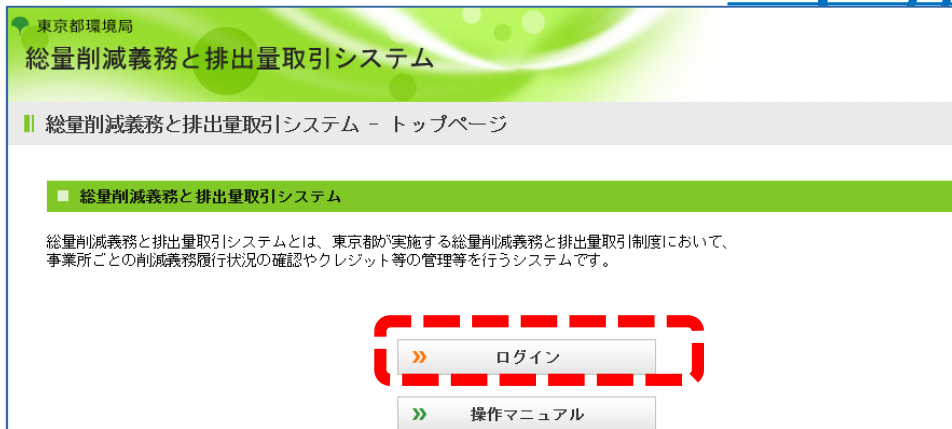 東京都環境局
総量削減義務と排出量取引システム
総量削減義務と排出量取引システム - トップページ
総量削減義務と排出量取引システム
総量削減義務と排出量取引システムとは、東京都が実施する総量削減義務と排出量取引制度において、
事業所ごとの削減義務履行状況の確認やクレジット等の管理等を行うシステムです。
ログイン
操作マニュアル